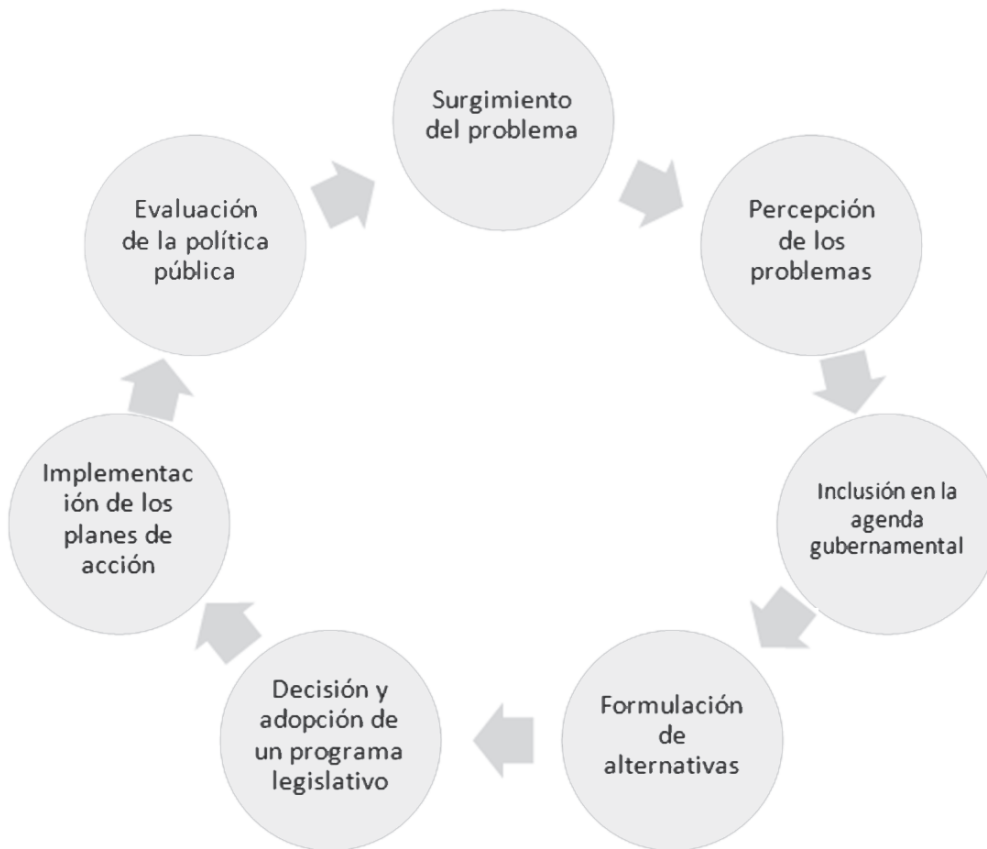 Surgimiento
del problema
Percepción
de los
problemas
Inclusión en la
agenda
gubernamental
Formulación
de
alternativas
Decisión y
adopción de
un programa
legislativo
Implementac
ión de los
planes de
acción
Evaluación
de la política
pública